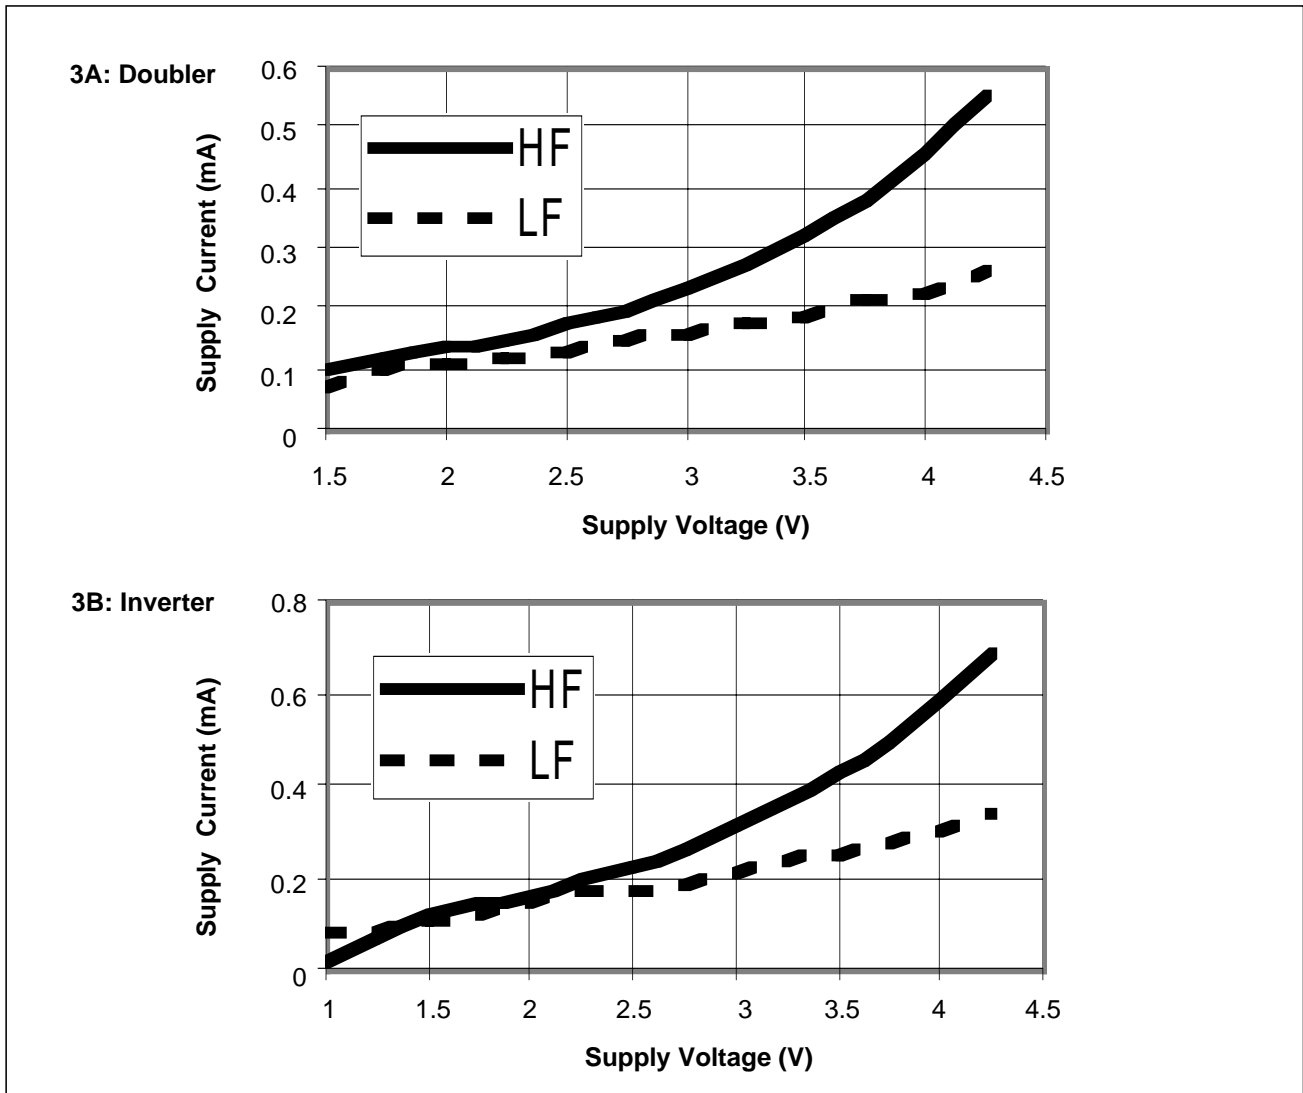 3A: Doubler
Supply Current (mA)
0.6
0.5
0.4
0.3
0.2
0.1
0
HF
LF
1.5 2 2.5 3 3.5 4 4.5
Supply Voltage (V)
3B: Inverter
Supply Current (mA)
0.8
0.6
0.4
0.2
0
HF
LF
1 1.5 2 2.5 3 3.5 4 4.5
Supply Voltage (V)